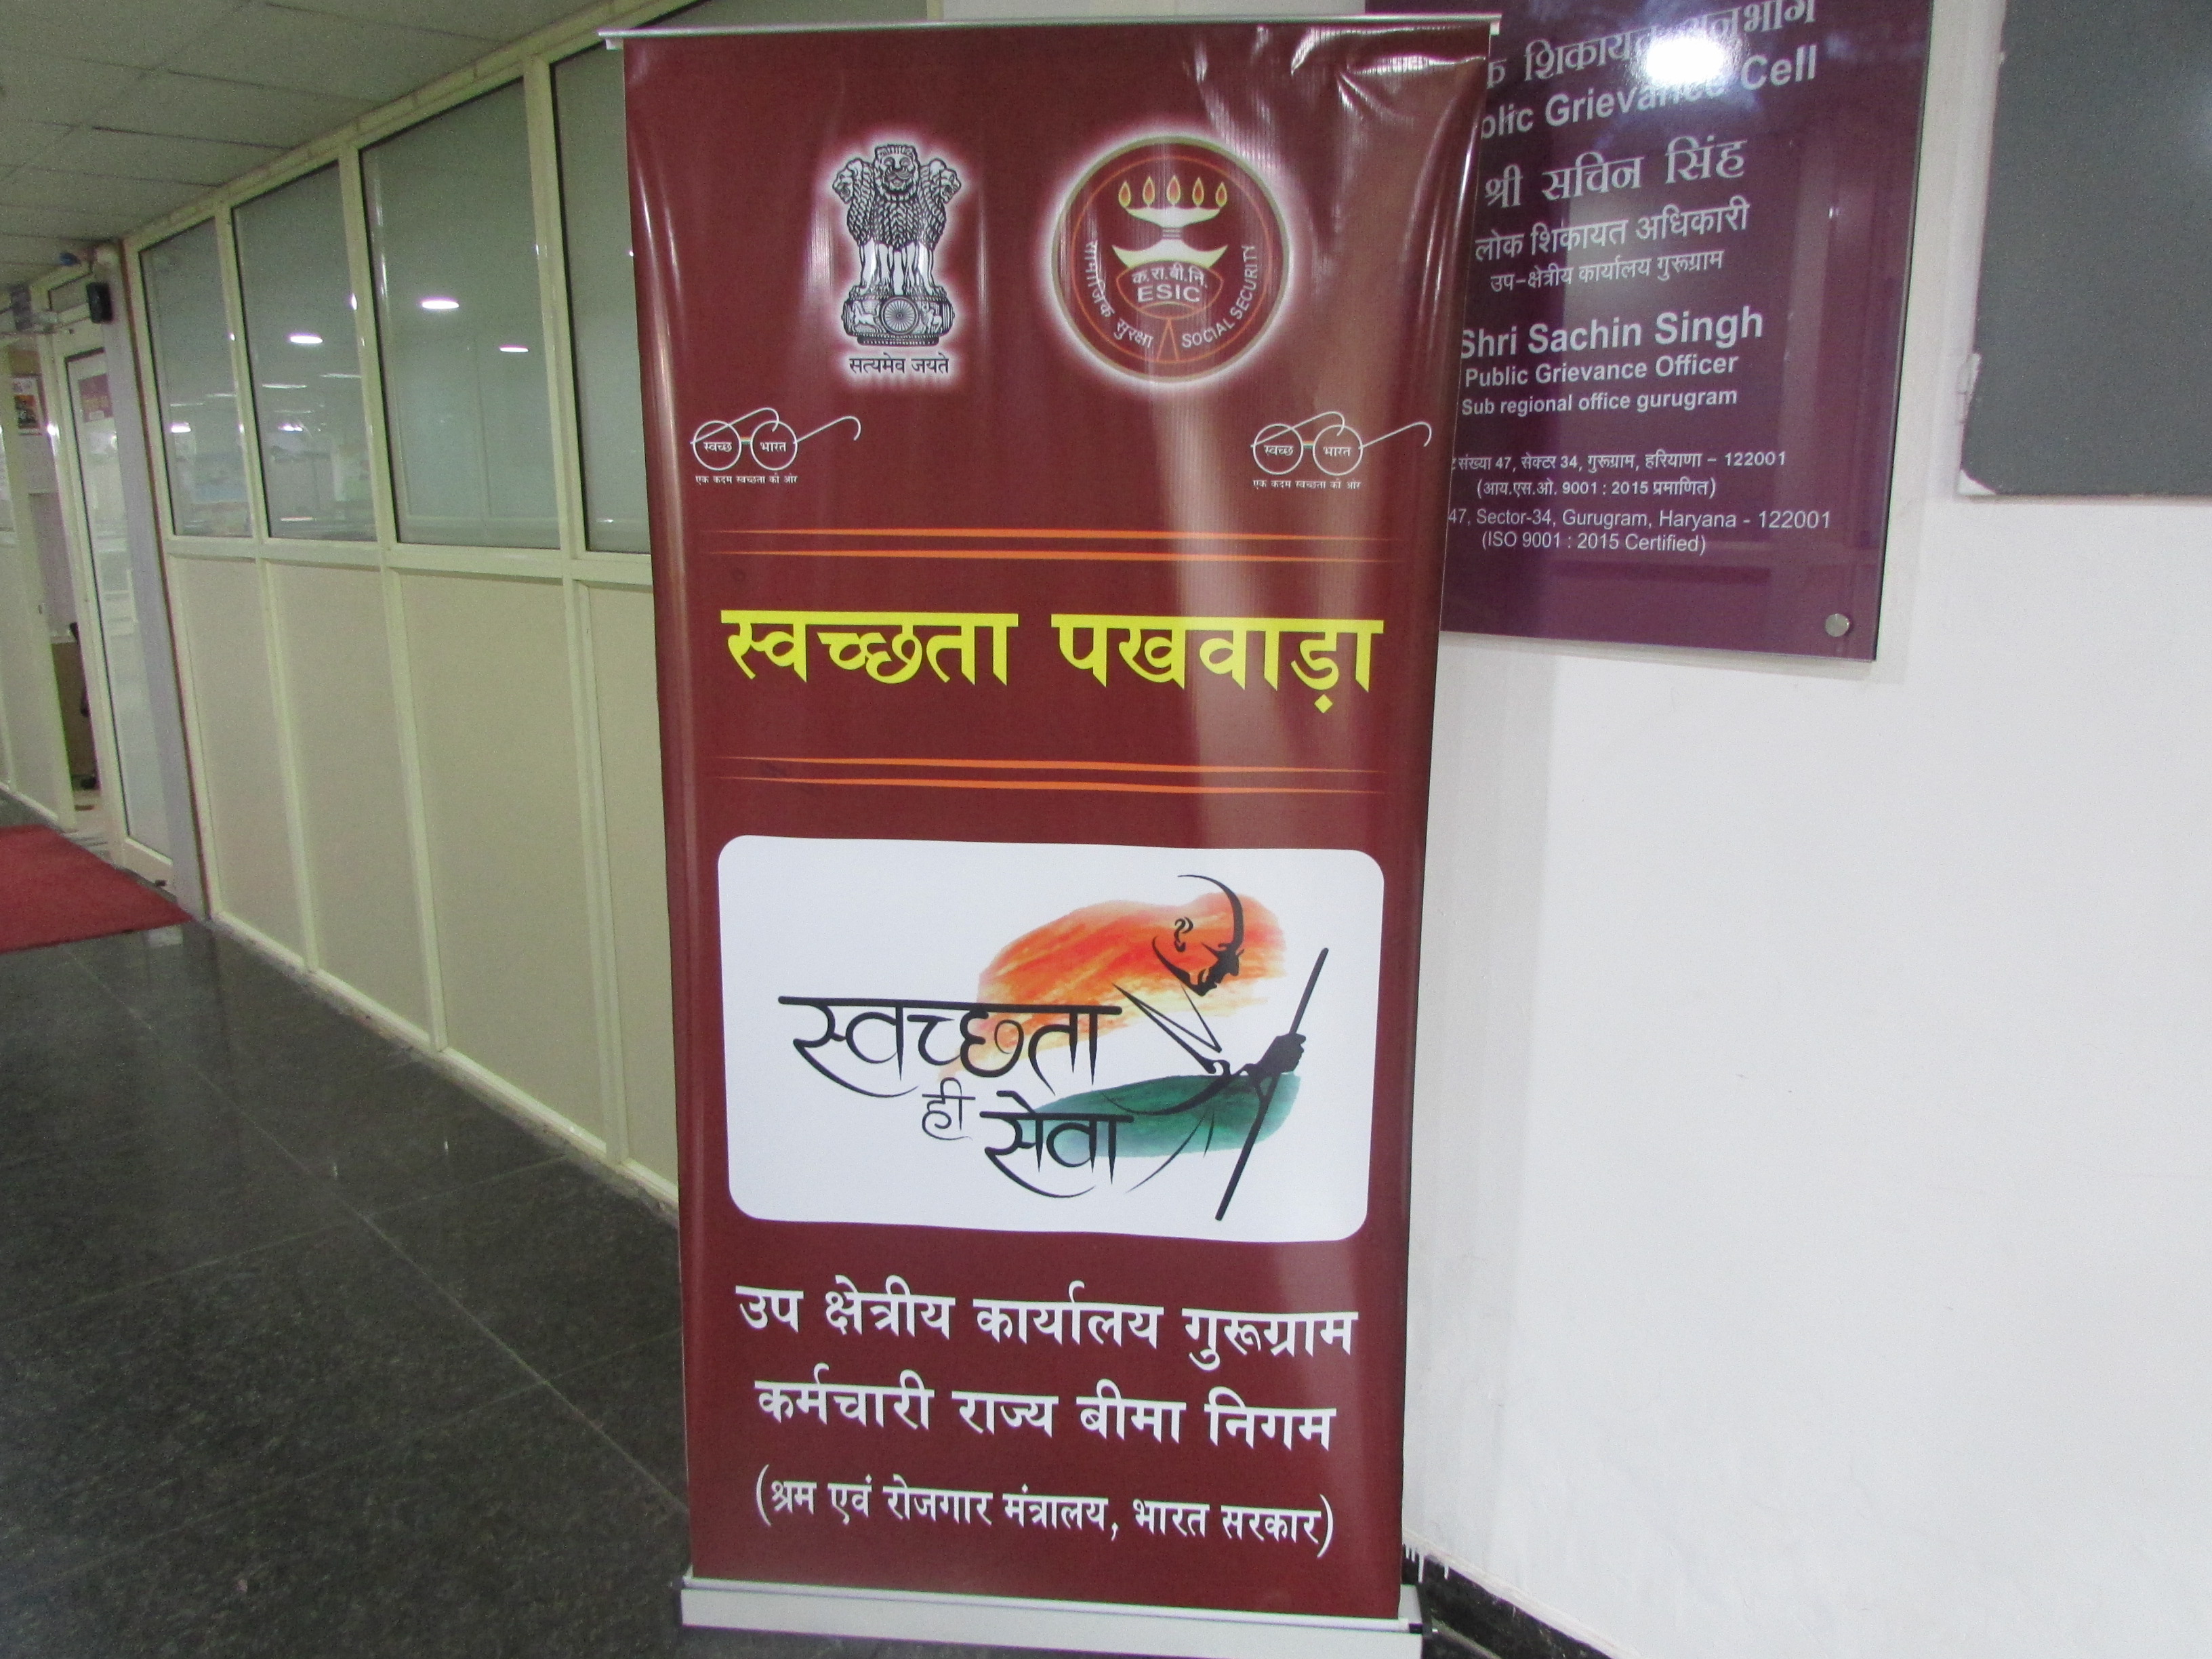 सत्यमेव जयते
सामाजिक सुरक्षा
क.रा.बी.नि.
ESIC
SOCIAL SECURITY
स्वच्छ भारत
एक कदम स्वच्छता की ओर
स्वच्छ भारत
एक कदम स्वच्छता की ओर
स्वच्छता पखवाड़ा
स्वच्छता
ही सेवा
उप क्षेत्रीय कार्यालय गुरूग्राम
कर्मचारी राज्य बीमा निगम
(श्रम एवं रोजगार मंत्रालय, भारत सरकार)
शिकायत अनुभाग
Grievance Cell
श्री सचिन सिंह
लोक शिकायत अधिकारी
उप-क्षेत्रीय कार्यालय गुरूग्राम
Shri Sachin Singh
Public Grievance Officer
Sub regional office gurugram
संख्या 47, सेक्टर 34, गुरूग्राम, हरियाणा - 122001
(आय.एस.ओ. 9001 : 2015 प्रमाणित)
47, Sector-34, Gurugram, Haryana - 122001
(ISO 9001 : 2015 Certified)